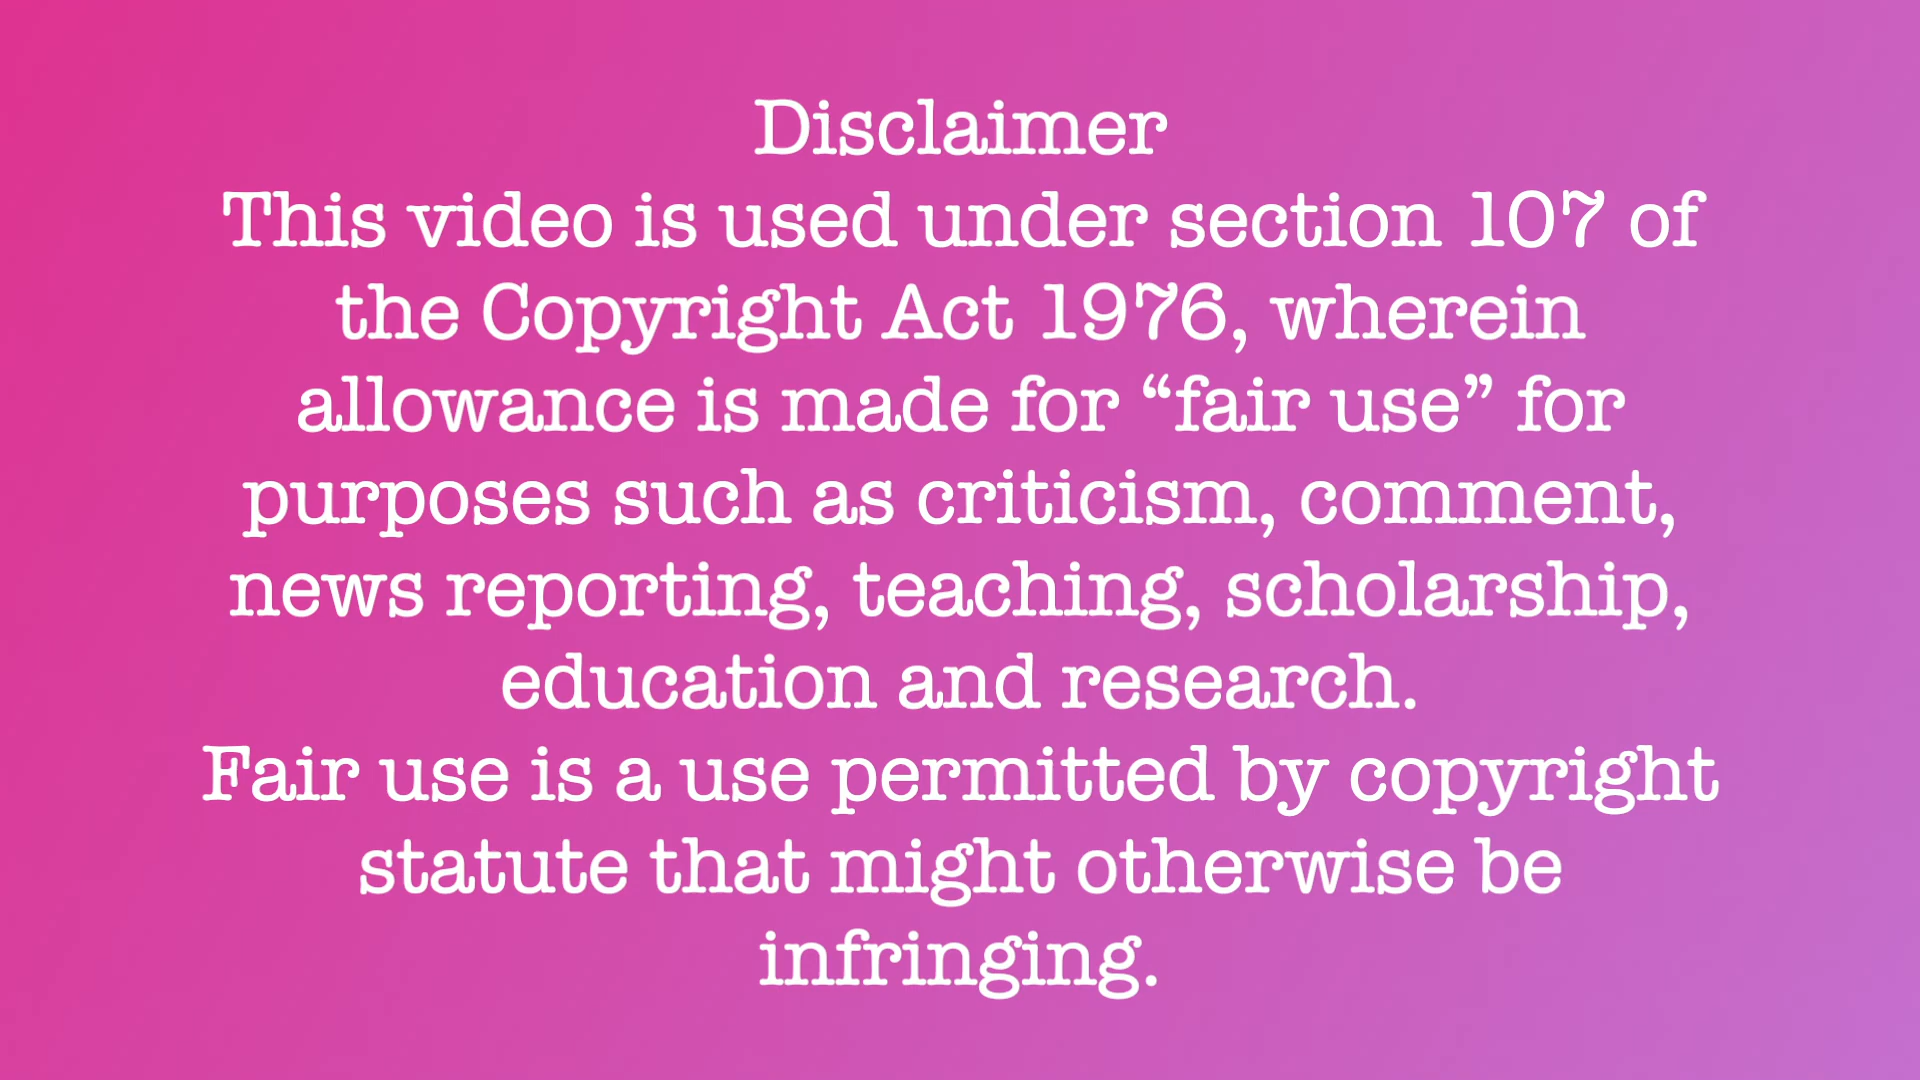 Disclaimer
This video is used under section 107 of
the Copyright Act 1976, wherein
allowance is made for “fair use” for
purposes such as criticism, comment,
news reporting, teaching, scholarship,
education and research.
Fair use is a use permitted by copyright
statute that might otherwise be
infringing.